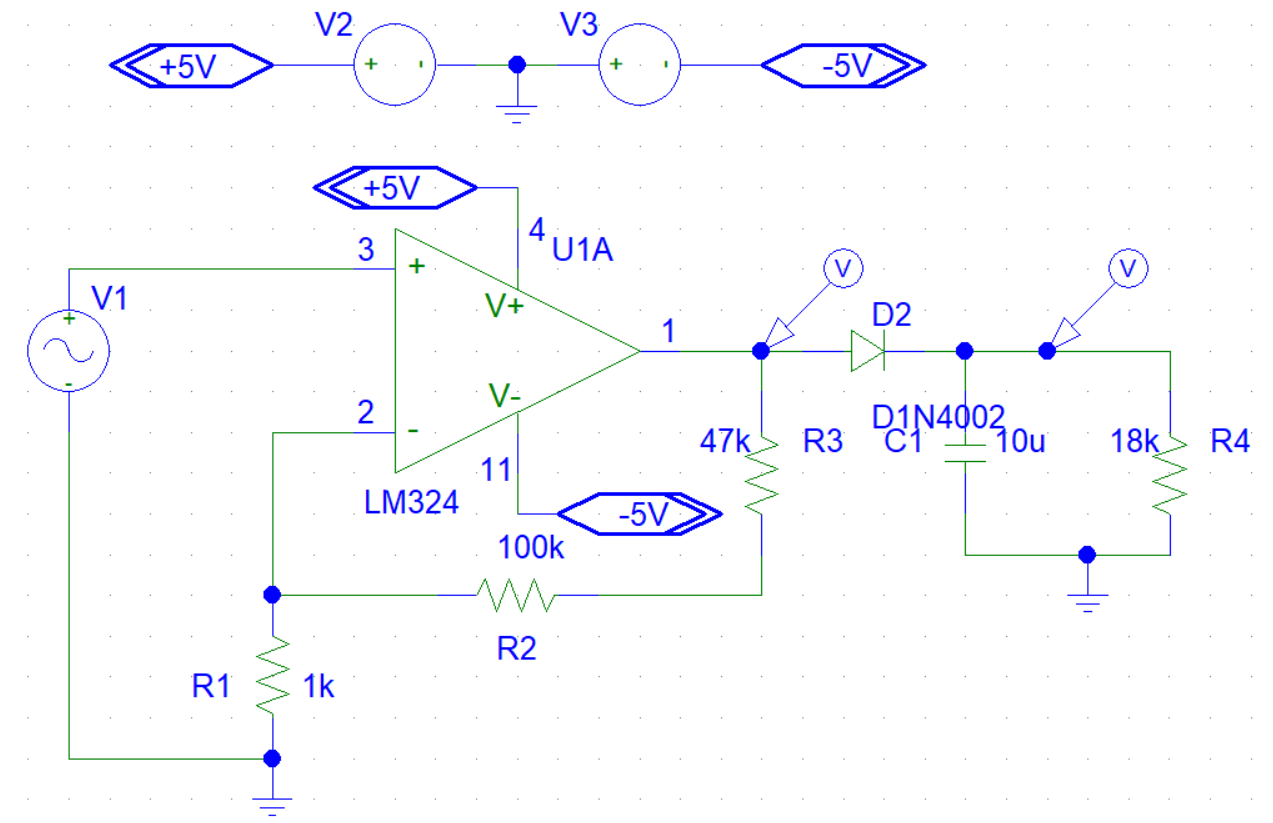 V2
V3
+5V
+ -
+ -
-5V
+5V
4
U1A
3
+
V
V
V1
+
V+
D2
1
-
V-
2
-
D1N4002
47k
R3
C1
10u
18k
R4
11
LM324
-5V
100k
R2
R1
1k